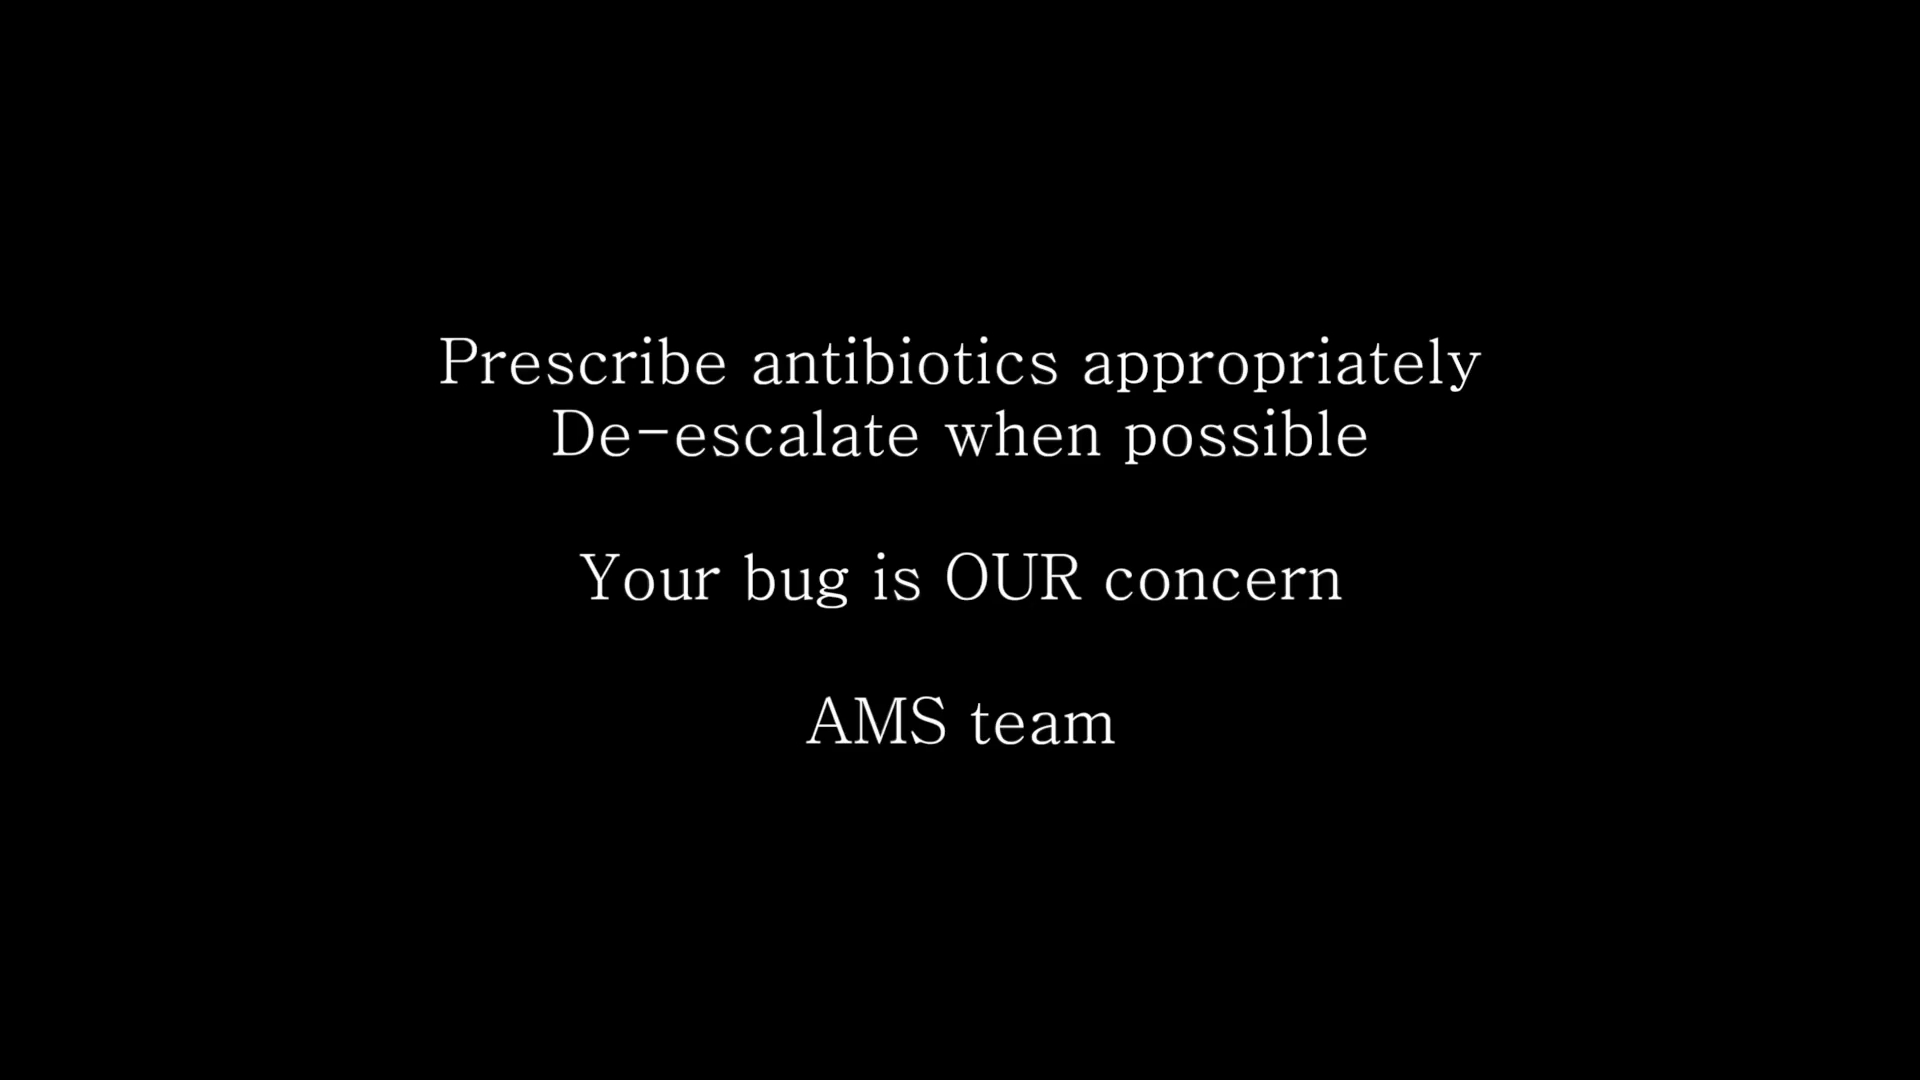 Prescribe antibiotics appropriately
De-escalate when possible
Your bug is OUR concern
AMS team